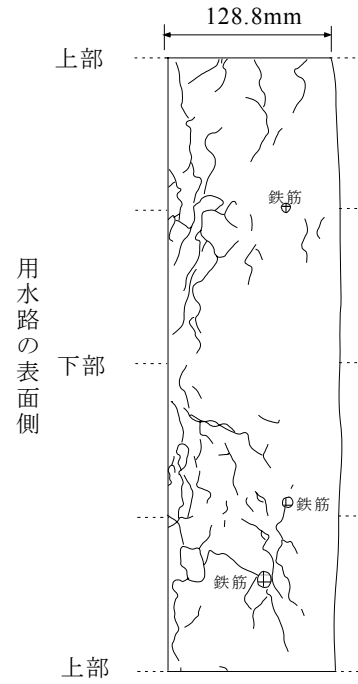 128.8mm
上部
鉄筋
用水路の表面側
下部
鉄筋
鉄筋
上部